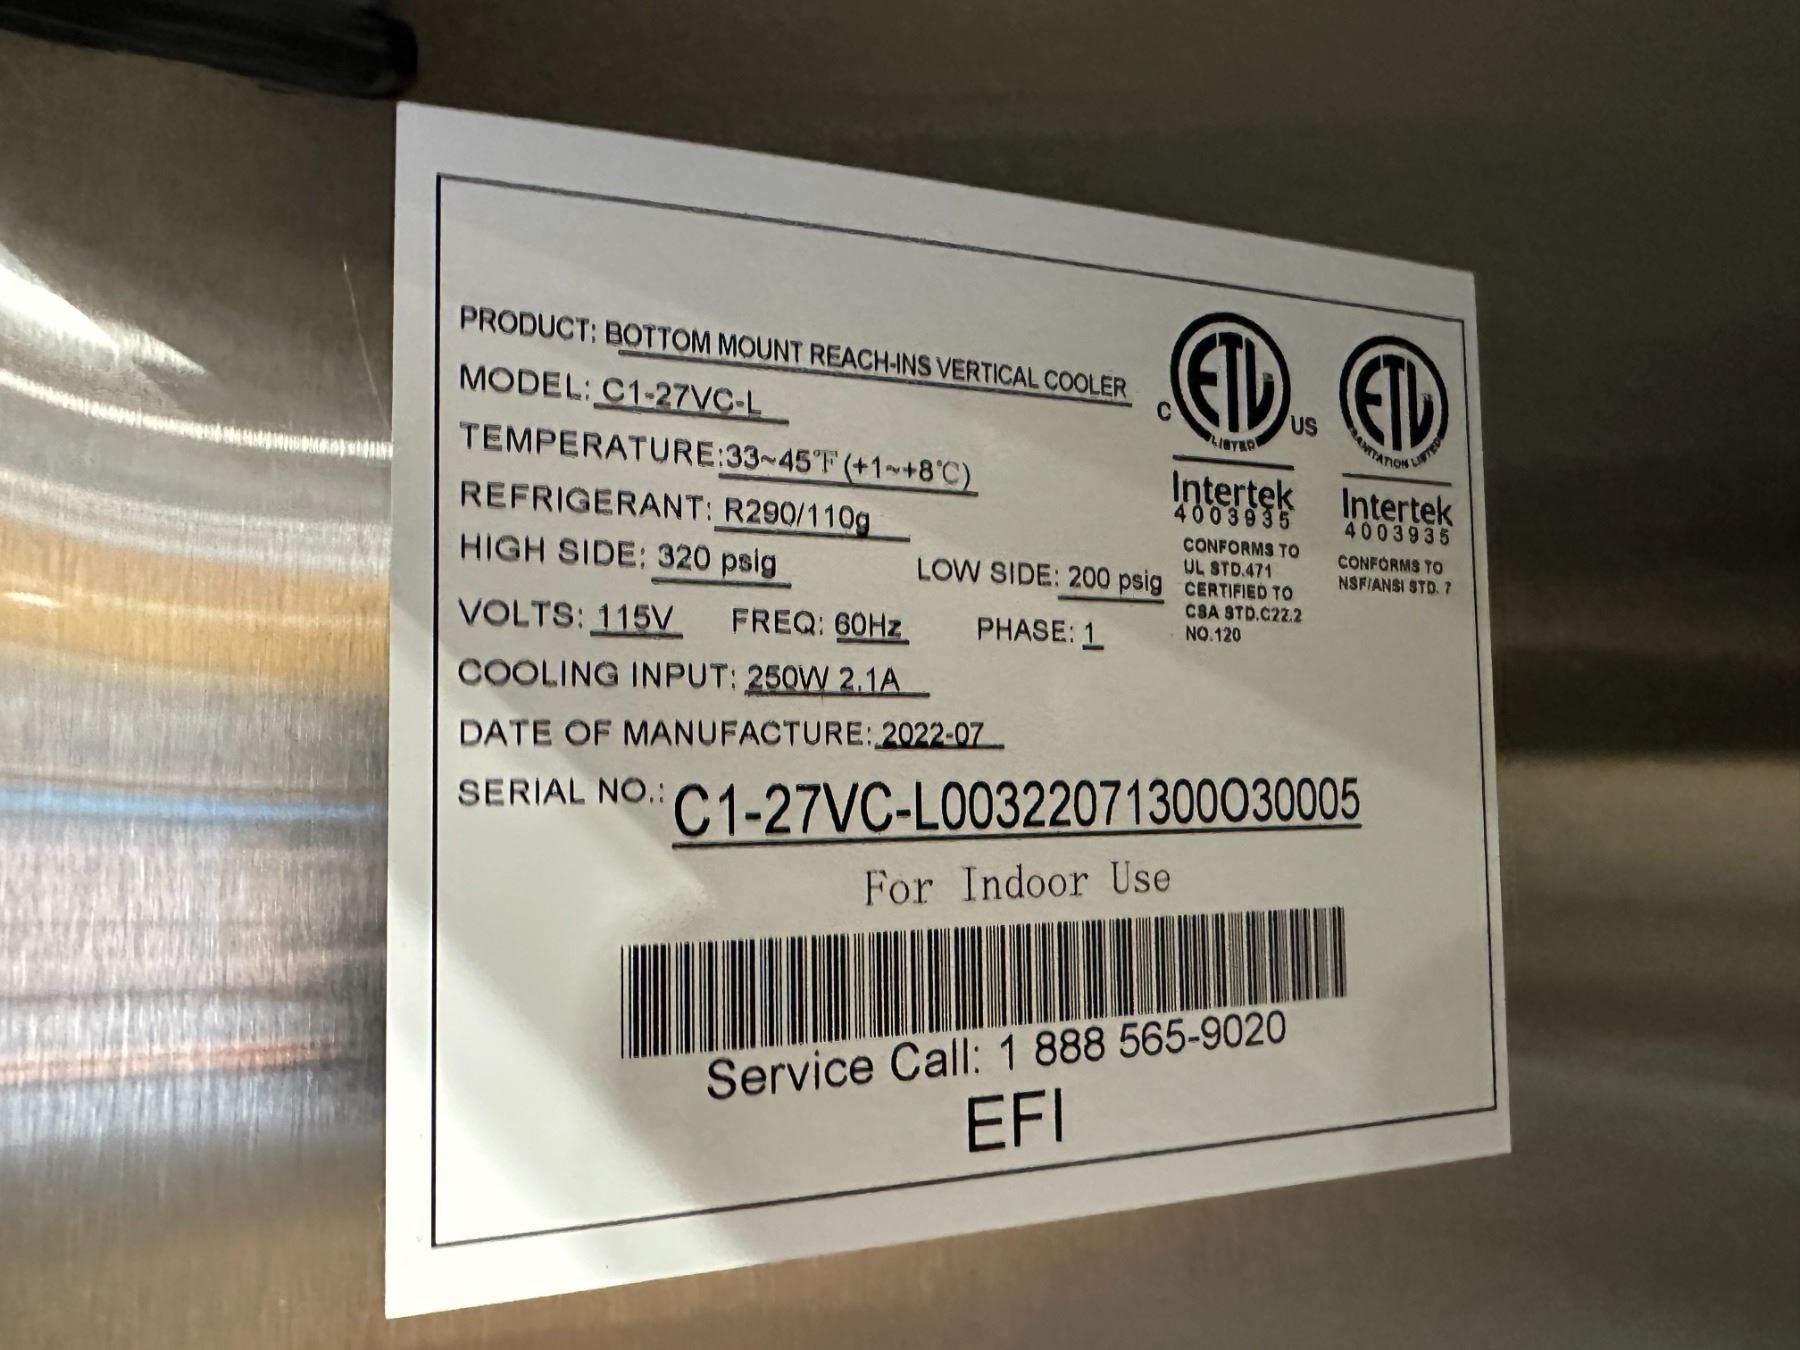 PRODUCT: BOTTOM MOUNT REACH-INS VERTICAL COOLER
MODEL: C1-27VC-L
TEMPERATURE:33~45℉(+1~+8℃)
REFRIGERANT: R290/110g
HIGH SIDE: 320 psig LOW SIDE: 200 psig
VOLTS: 115V FREQ: 60Hz PHASE: 1
COOLING INPUT: 250W 2.1A
DATE OF MANUFACTURE: 2022-07
SERIAL NO.: C1-27VC-L00322071300O30005
For Indoor Use
Service Call: 1 888 565-9020
EFI
ETL
C US
LISTED
Intertek
4003935
CONFORMS TO
UL STD.471
CERTIFIED TO
CSA STD.C22.2
NO.120
ETL
SANITATION LISTED
Intertek
4003935
CONFORMS TO
NSF/ANSI STD. 7